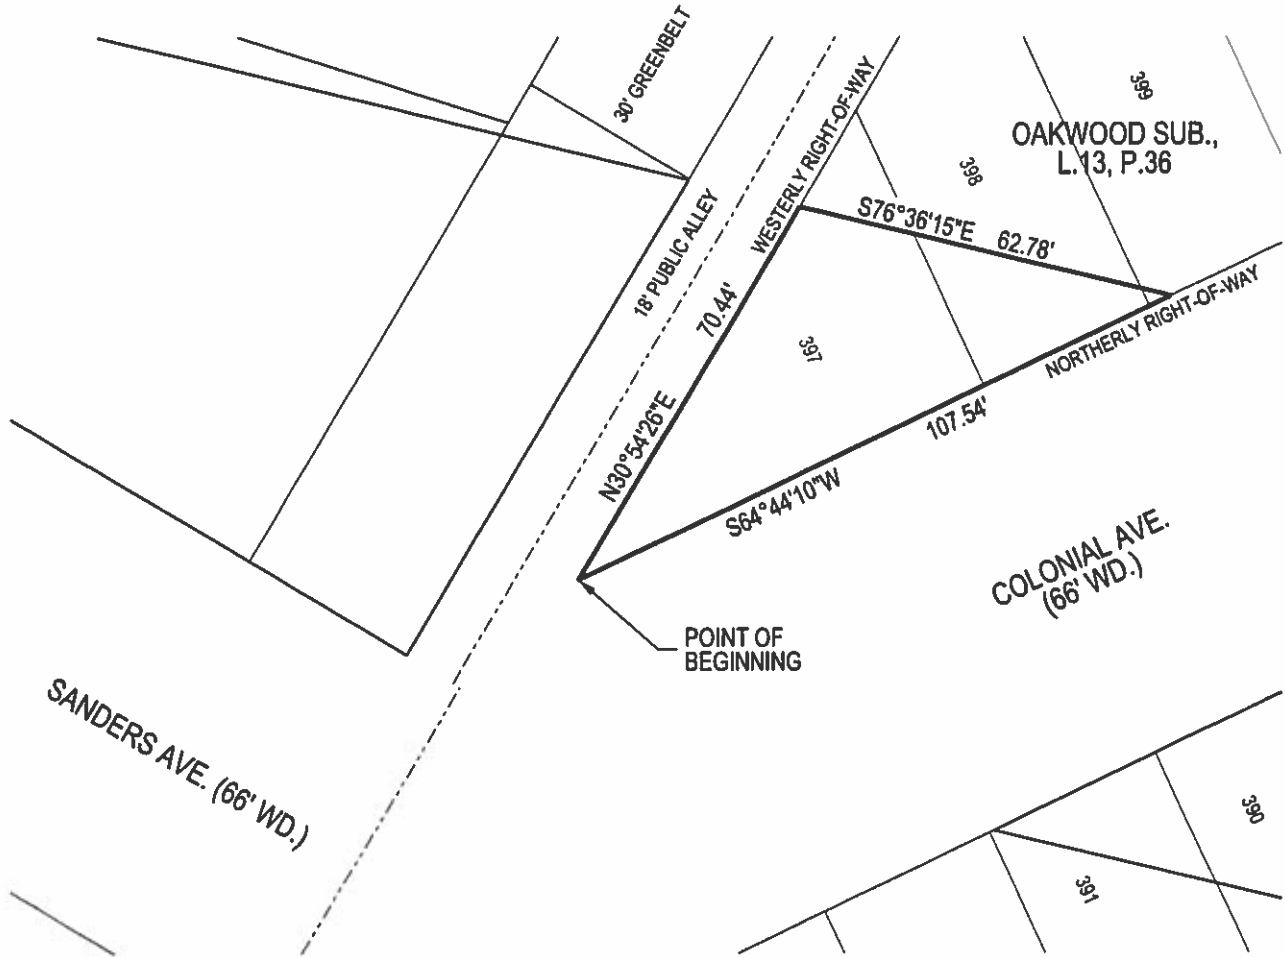 30' GREENBELT
399
OAKWOOD SUB.,
L.13, P.36
398
WESTERLY RIGHT-OF-WAY
18' PUBLIC ALLEY
S76°36'15"E 62.78'
NORTHERLY RIGHT-OF-WAY
70.44'
397
N30°54'26"E
107.54'
S64°44'10"W
COLONIAL AVE.
(66' WD.)
POINT OF
BEGINNING
SANDERS AVE. (66' WD.)
390
391